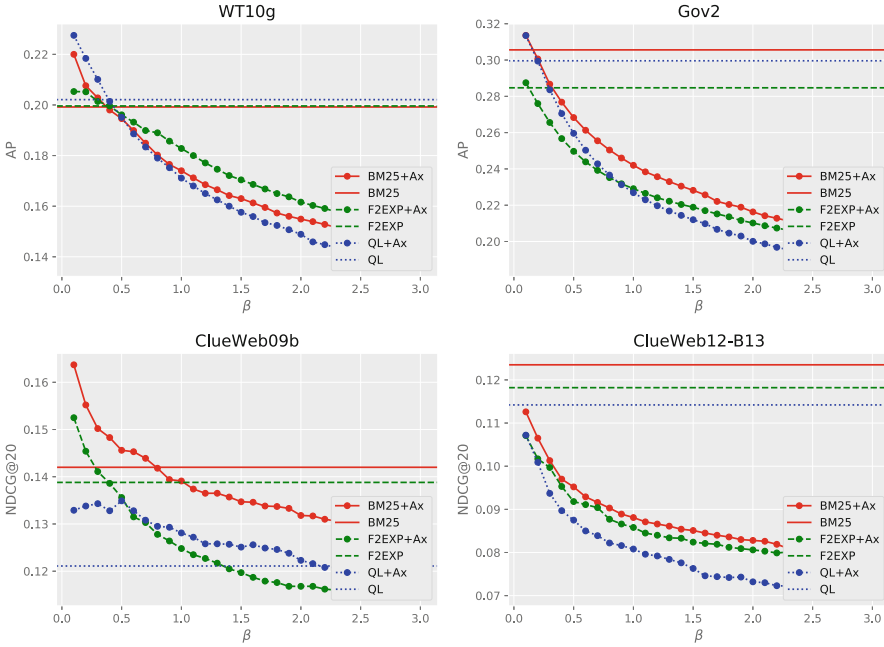 WT10g
0.22
0.20
0.18
0.16
0.14
AP
0.0 0.5 1.0 1.5 2.0 2.5 3.0
β
BM25+Ax
BM25
F2EXP+Ax
F2EXP
QL+Ax
QL
Gov2
0.32
0.30
0.28
0.26
0.24
0.22
0.20
AP
0.0 0.5 1.0 1.5 2.0 2.5 3.0
β
BM25+Ax
BM25
F2EXP+Ax
F2EXP
QL+Ax
QL
ClueWeb09b
0.16
0.15
0.14
0.13
0.12
NDCG@20
0.0 0.5 1.0 1.5 2.0 2.5 3.0
β
BM25+Ax
BM25
F2EXP+Ax
F2EXP
QL+Ax
QL
ClueWeb12-B13
0.12
0.11
0.10
0.09
0.08
0.07
NDCG@20
0.0 0.5 1.0 1.5 2.0 2.5 3.0
β
BM25+Ax
BM25
F2EXP+Ax
F2EXP
QL+Ax
QL